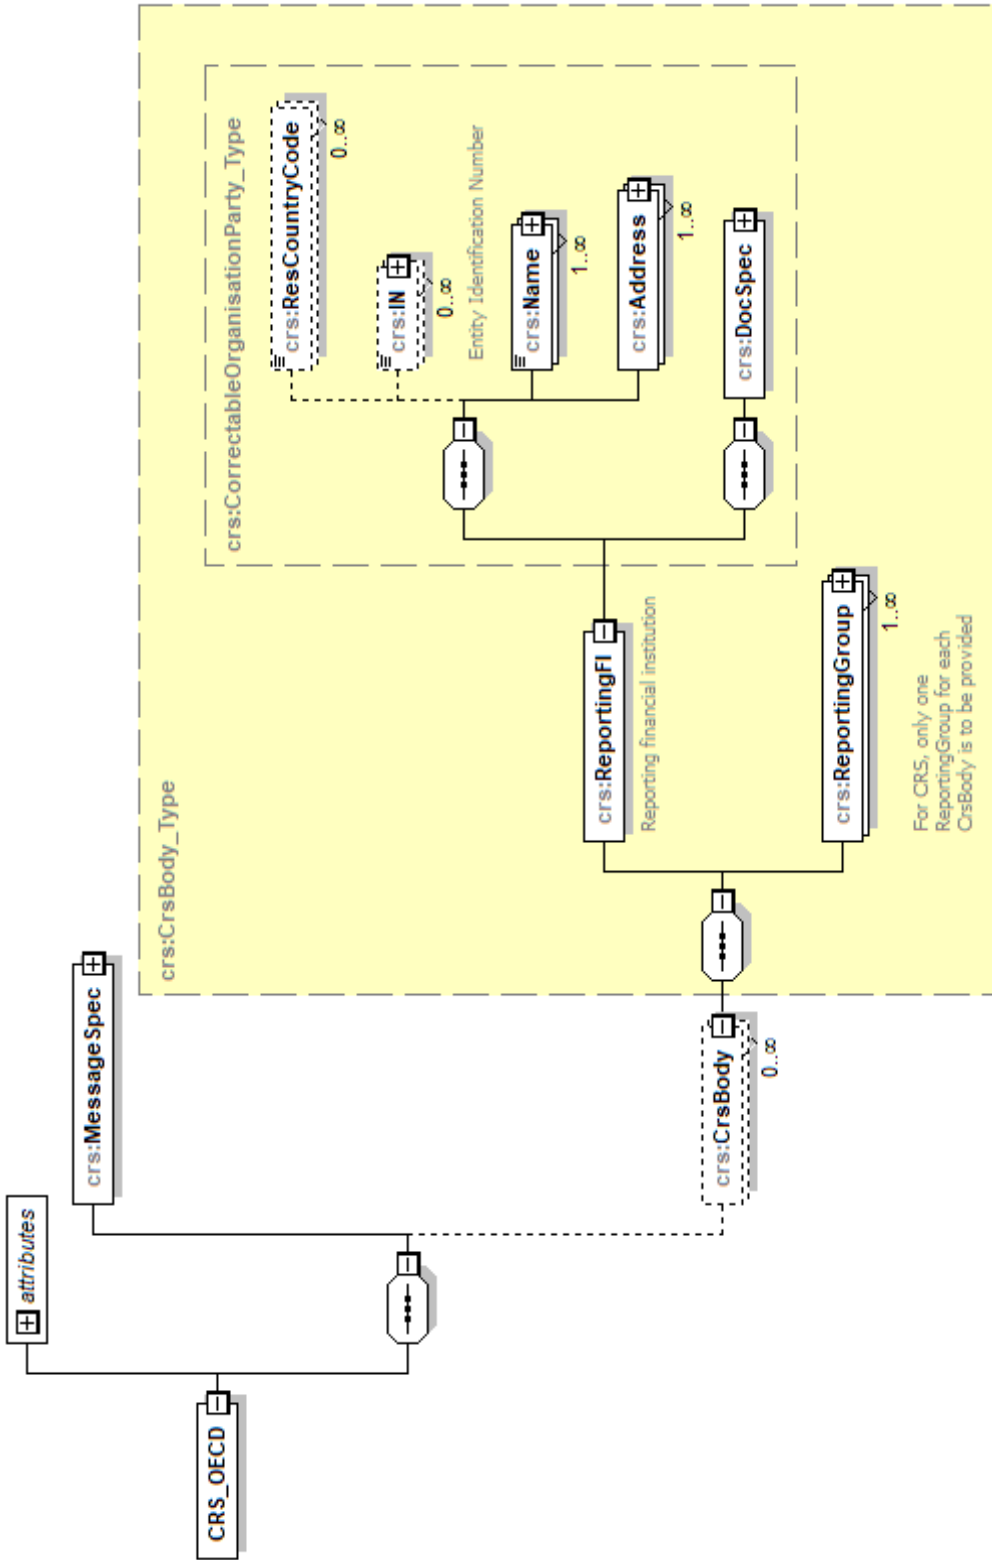 CRS_OECD
attributes
crs:MessageSpec
crs:CrsBody
0..∞
crs:CrsBody_Type
crs:ReportingFI
Reporting financial institution
crs:CorrectableOrganisationParty_Type
crs:ResCountryCode
0..∞
crs:IN
0..∞
Entity Identification Number
crs:Name
1..∞
crs:Address
1..∞
crs:DocSpec
crs:ReportingGroup
1..∞
For CRS, only one
ReportingGroup for each
CrsBody is to be provided